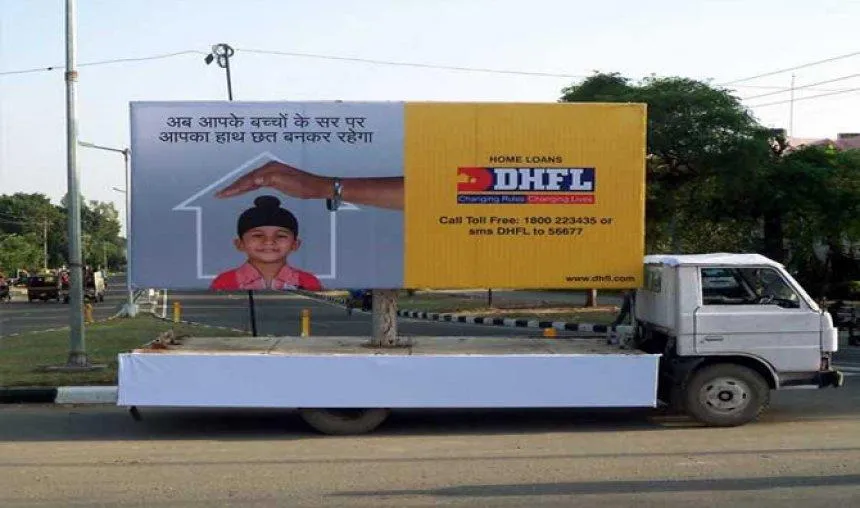 अब आपके बच्चों के सर पर
आपका हाथ छत बनकर रहेगा
HOME LOANS
DHFL
Changing Rules Changing Lives
Call Toll Free: 1800 223435 or
sms DHFL to 56677
www.dhfl.com